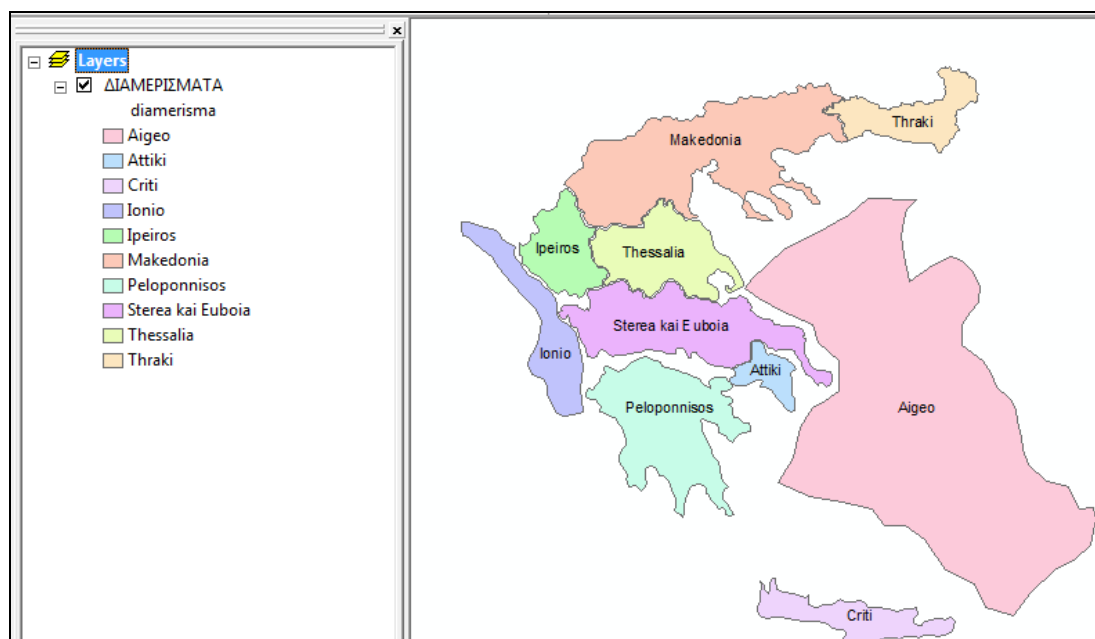 Layers
ΔΙΑΜΕΡΙΣΜΑΤΑ
diamerisma
Aigeo
Attiki
Criti
Ionio
Ipeiros
Makedonia
Peloponnisos
Sterea kai Euboia
Thessalia
Thraki
Thraki
Makedonia
Ipeiros
Thessalia
Sterea kai Euboia
Ionio
Attiki
Peloponnisos
Aigeo
Criti